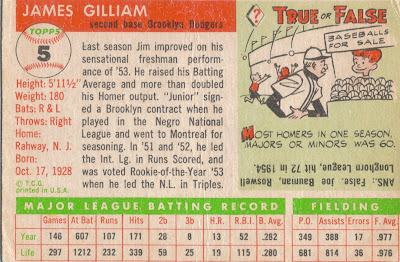 JAMES GILLIAM
second base Brooklyn Dodgers
TOPPS
5
Height: 5'11½"
Weight: 180
Bats: R & L
Throws: Right
Home:
Rahway, N. J.
Born:
Oct. 17, 1928
© T.C.G.
printed in U.S.A.
Last season Jim improved on his
sensational freshman performance
of '53. He raised his Batting
Average and more than doubled
his Homer output. "Junior" signed
a Brooklyn contract when he
played in the Negro National
League and went to Montreal for
seasoning. In '51 and '52, he led
the Int. Lg. in Runs Scored, and
was voted Rookie-of-the-Year '53
when he led the N.L. in Triples.
?
TRUE OR FALSE
BASEBALLS
FOR SALE
MOST HOMERS IN ONE SEASON,
MAJORS OR MINORS WAS 60.
ANS.: False. Joe Bauman, Roswell
Longhorn League, hit 72 in 1954.
MAJOR LEAGUE BATTING RECORD FIELDING
Games At Bat Runs Hits 2B 3B H.R. R.B.I. B. Avg. P.O. Assists Errors F. Avg.
Year 146 607 107 171 28 8 13 52 .282 349 388 17 .977
Life 297 1212 232 339 59 25 19 115 .280 681 814 36 .976